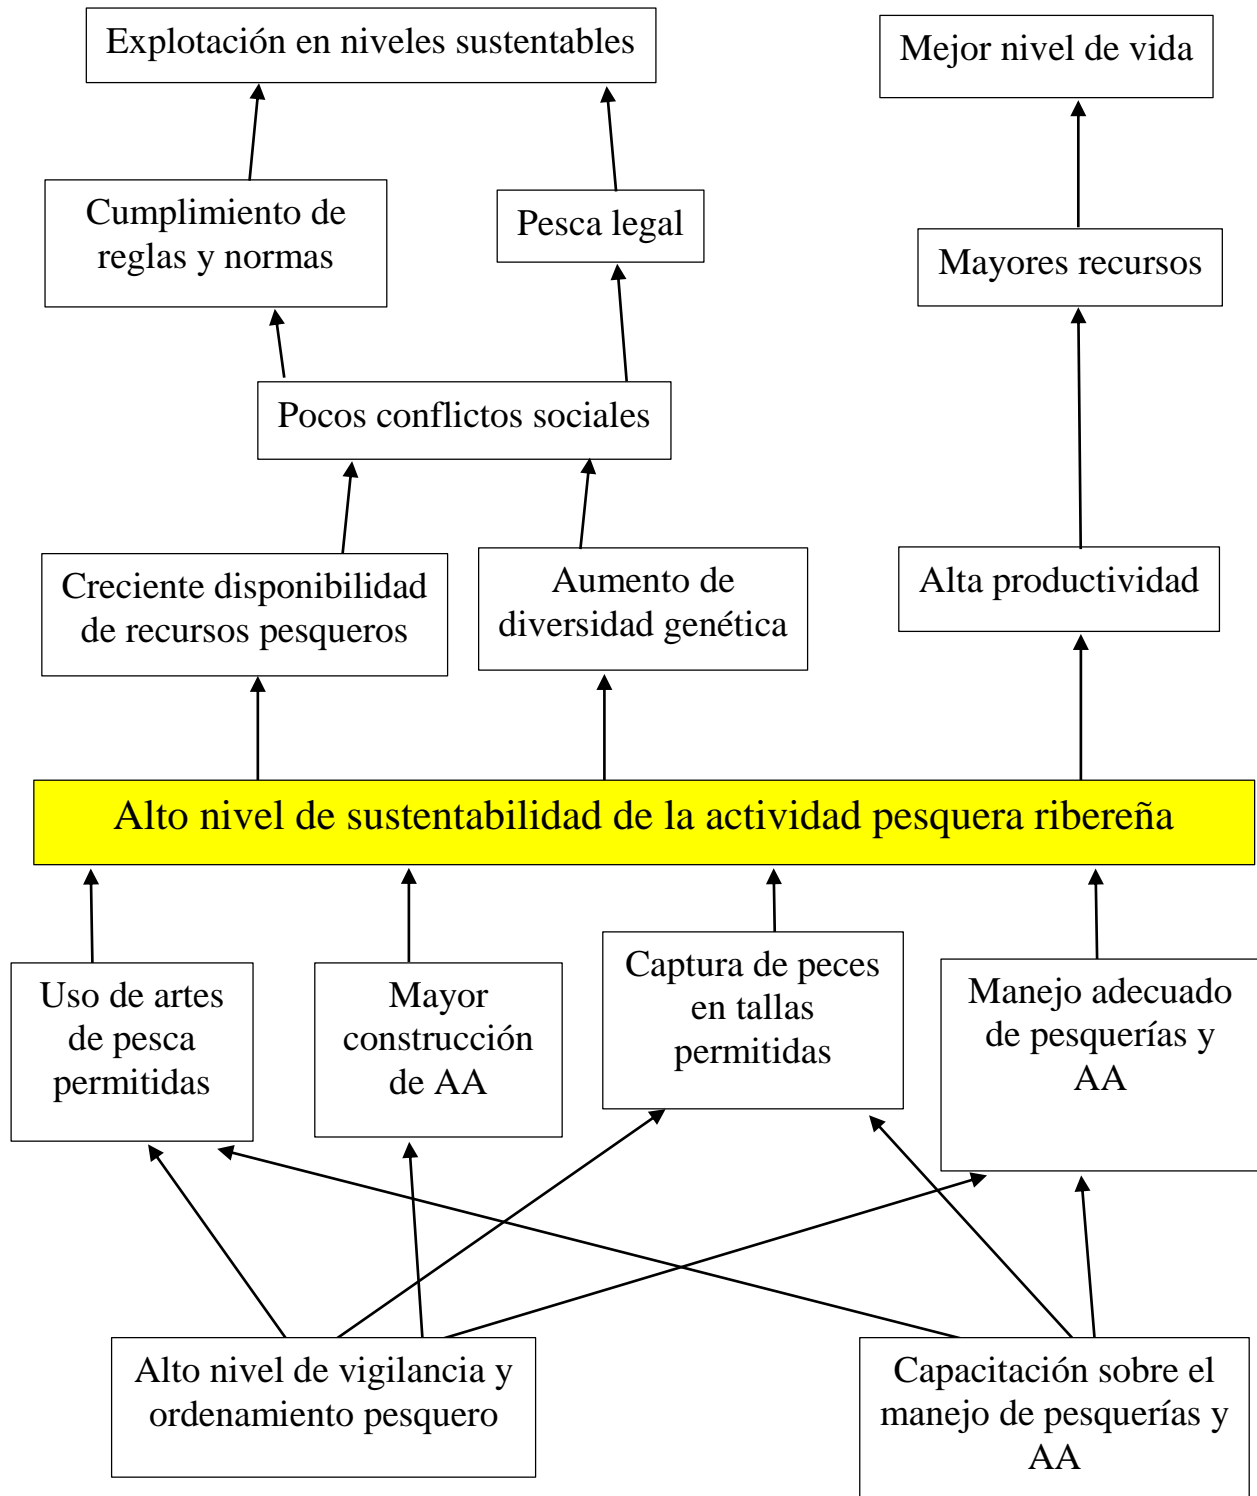 Explotación en niveles sustentables
Mejor nivel de vida
Cumplimiento de
reglas y normas
Pesca legal
Mayores recursos
Pocos conflictos sociales
Creciente disponibilidad
de recursos pesqueros
Aumento de
diversidad genética
Alta productividad
Alto nivel de sustentabilidad de la actividad pesquera ribereña
Uso de artes
de pesca
permitidas
Mayor
construcción
de AA
Captura de peces
en tallas
permitidas
Manejo adecuado
de pesquerías y
AA
Alto nivel de vigilancia y
ordenamiento pesquero
Capacitación sobre el
manejo de pesquerías y
AA